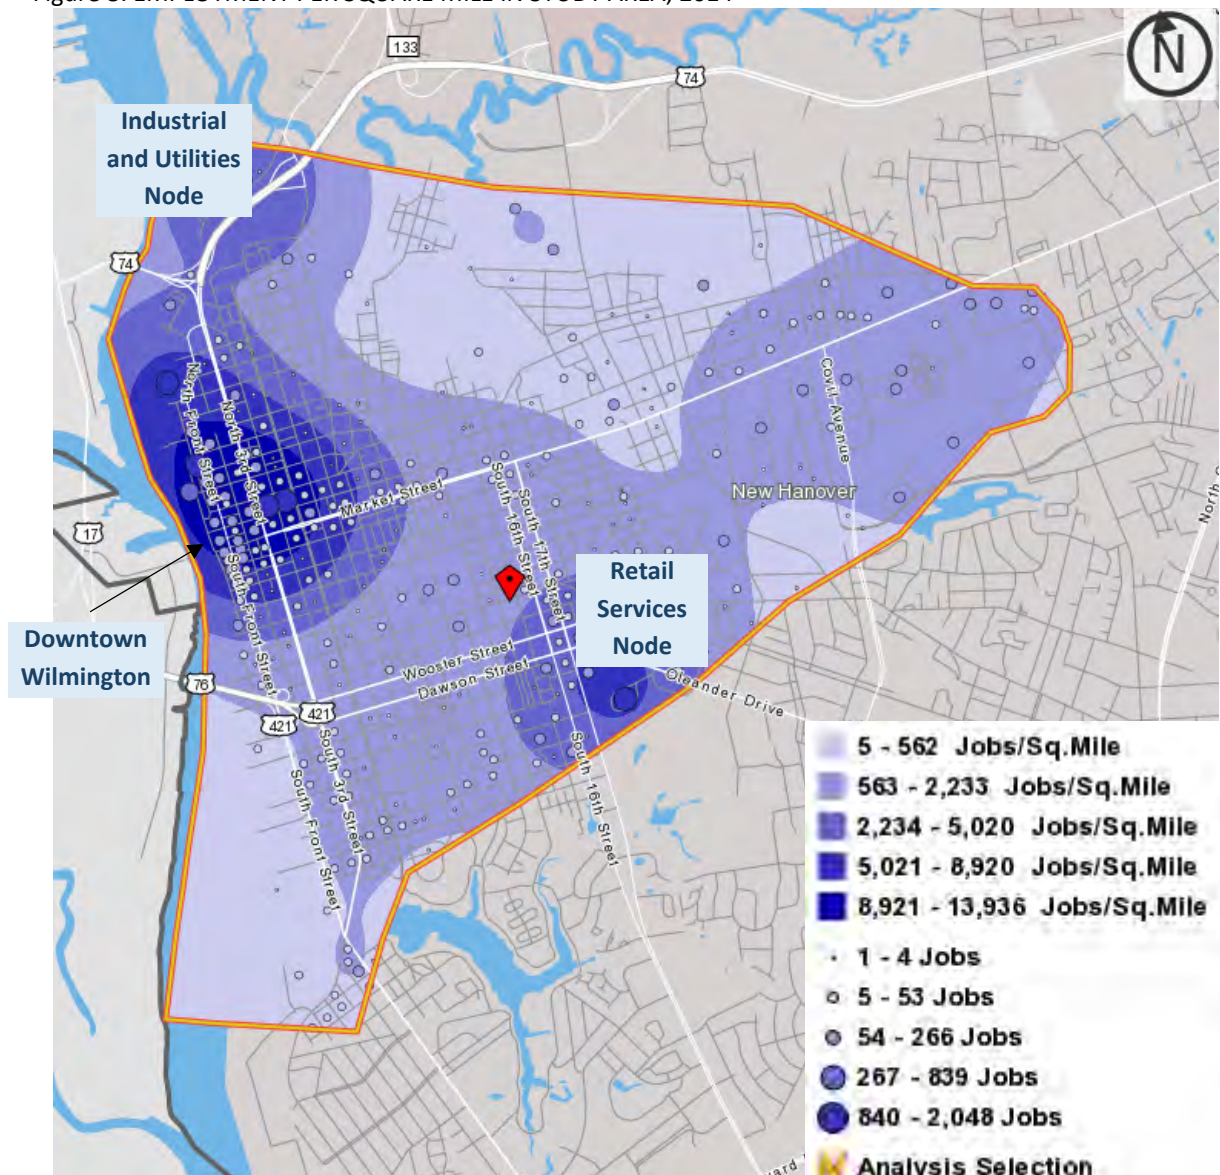 133
74
N
Industrial
and Utilities
Node
74
North Front Street
North 3rd Street
Market Street
South 16th Street
South 17th Street
Covil Avenue
New Hanover
17
Downtown
Wilmington
Retail
Services
Node
South Front Street
Wooster Street
Dawson Street
Oleander Drive
76
421
421
South 3rd Street
South Front Street
South 16th Street
5 - 562 Jobs/Sq.Mile
563 - 2,233 Jobs/Sq.Mile
2,234 - 5,020 Jobs/Sq.Mile
5,021 - 8,920 Jobs/Sq.Mile
8,921 - 13,936 Jobs/Sq.Mile
1 - 4 Jobs
5 - 53 Jobs
54 - 266 Jobs
267 - 839 Jobs
840 - 2,048 Jobs
Analysis Selection